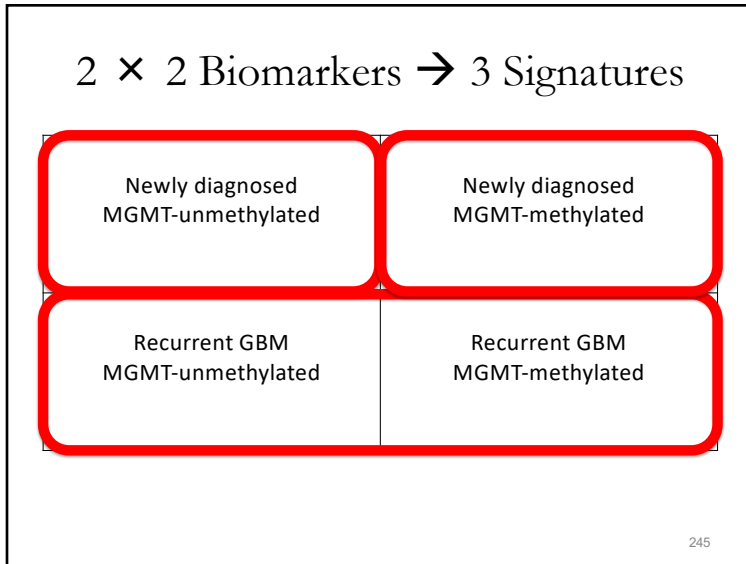 2 × 2 Biomarkers → 3 Signatures
Newly diagnosed
MGMT-unmethylated
Newly diagnosed
MGMT-methylated
Recurrent GBM
MGMT-unmethylated
Recurrent GBM
MGMT-methylated
245